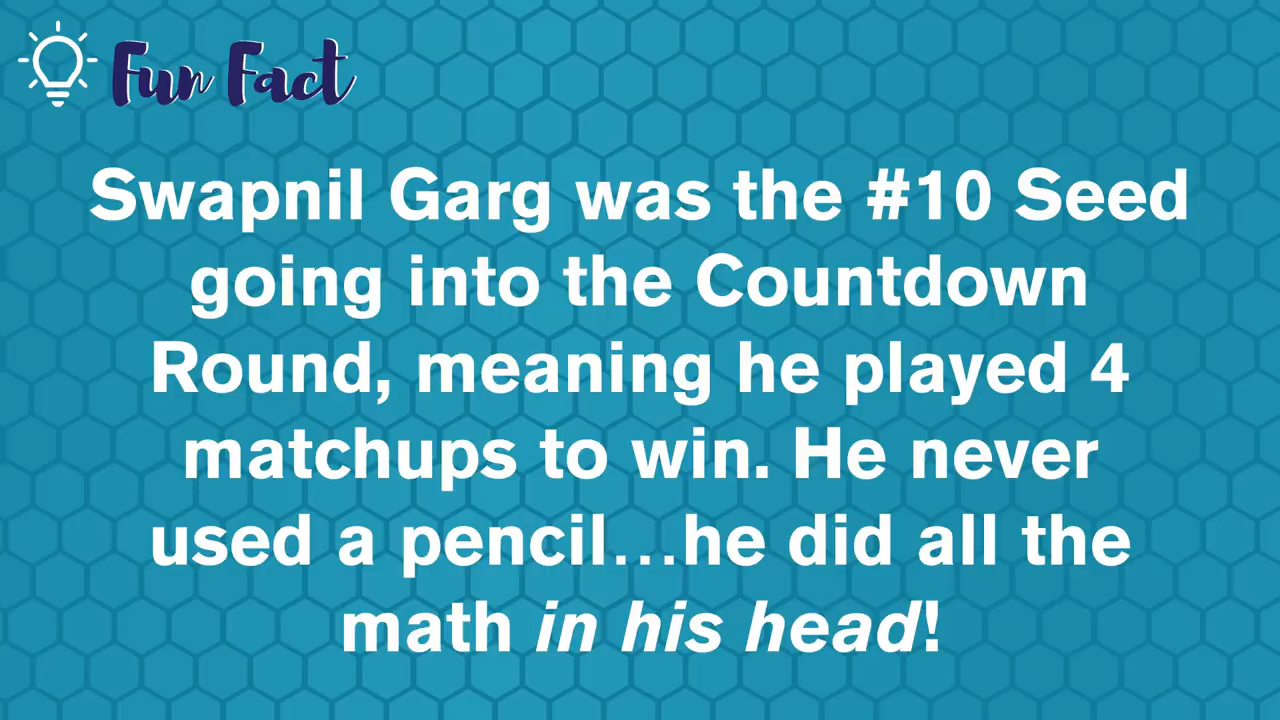 Fun Fact
Swapnil Garg was the #10 Seed
going into the Countdown
Round, meaning he played 4
matchups to win. He never
used a pencil...he did all the
math in his head!